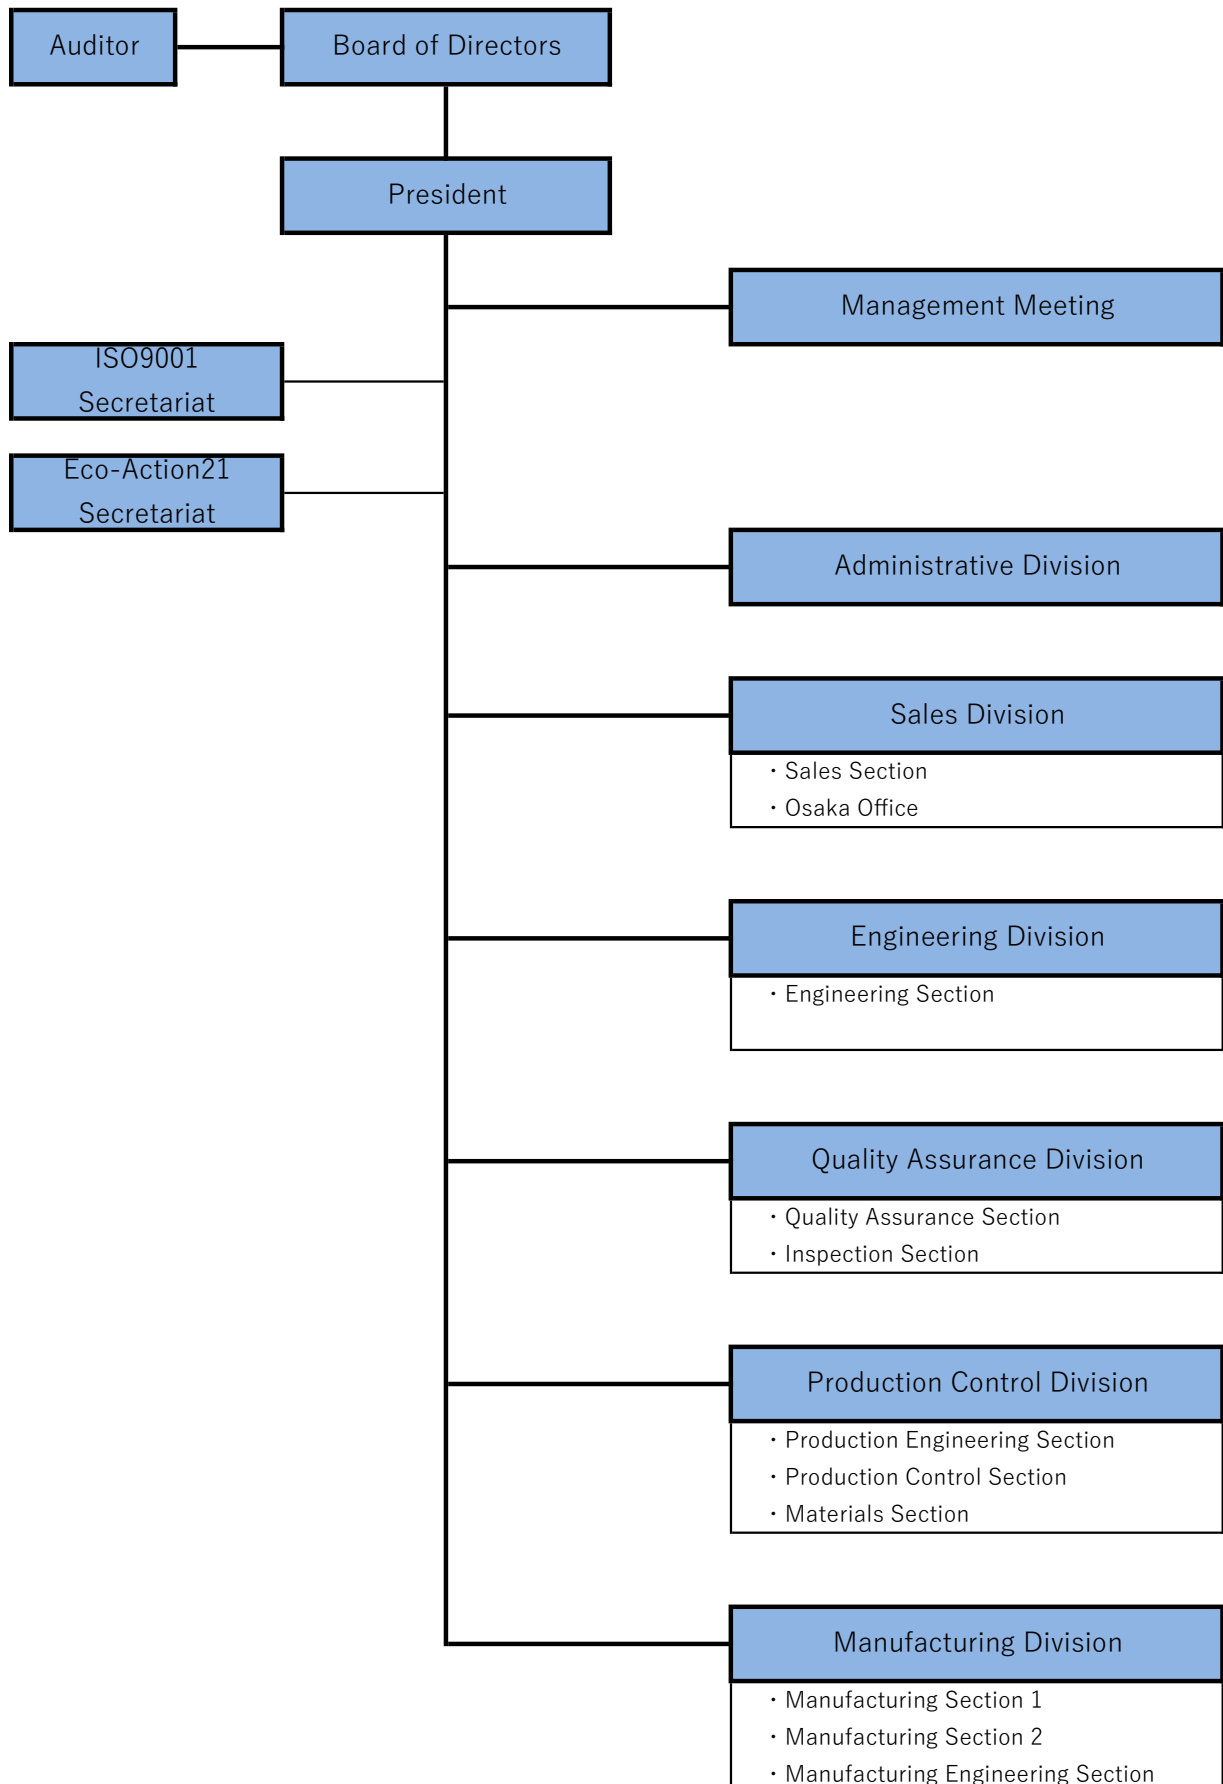 Auditor
Board of Directors
President
Management Meeting
ISO9001
Secretariat
Eco-Action21
Secretariat
Administrative Division
Sales Division
・Sales Section
・Osaka Office
Engineering Division
・Engineering Section
Quality Assurance Division
・Quality Assurance Section
・Inspection Section
Production Control Division
・Production Engineering Section
・Production Control Section
・Materials Section
Manufacturing Division
・Manufacturing Section 1
・Manufacturing Section 2
・Manufacturing Engineering Section